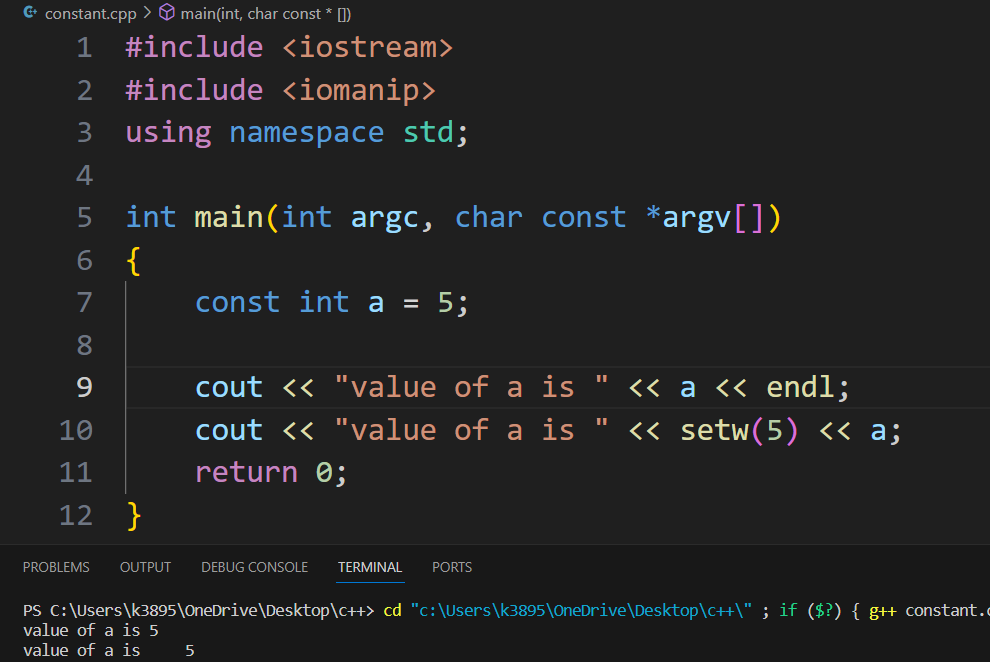 constant.cpp > main(int, char const * [])
1 #include <iostream>
2 #include <iomanip>
3 using namespace std;
4
5 int main(int argc, char const *argv[])
6 {
7     const int a = 5;
8
9     cout << "value of a is " << a << endl;
10     cout << "value of a is " << setw(5) << a;
11     return 0;
12 }
PROBLEMS OUTPUT DEBUG CONSOLE TERMINAL PORTS
PS C:\Users\k3895\OneDrive\Desktop\c++> cd "c:\Users\k3895\OneDrive\Desktop\c++\" ; if ($?) { g++ constant.
value of a is 5
value of a is     5